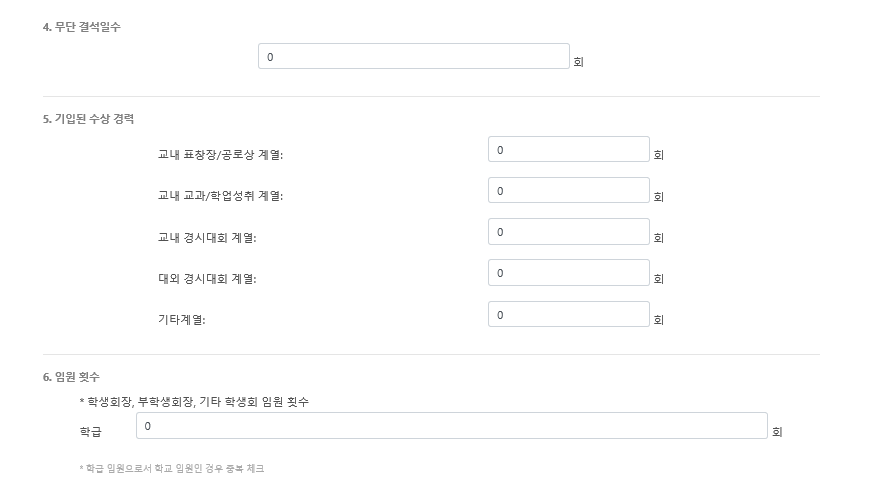 4. 무단 결석일수
0 회
5. 기입된 수상 경력
교내 표창장/공로상 계열: 0 회
교내 교과/학업성취 계열: 0 회
교내 경시대회 계열: 0 회
대외 경시대회 계열: 0 회
기타계열: 0 회
6. 임원 횟수
* 학생회장, 부학생회장, 기타 학생회 임원 횟수
학급 0 회
* 학급 임원으로서 학교 임원인 경우 중복 체크